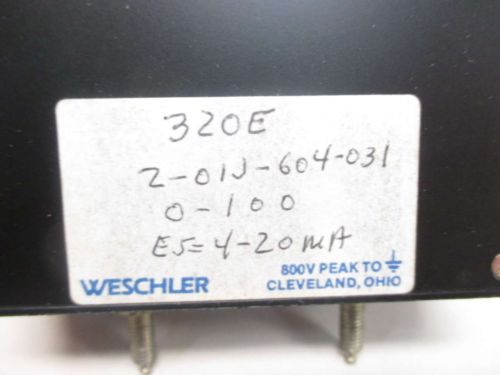 320E
2-01J-604-031
0-100
ES=4-20mA
WESCHLER
800V PEAK TO ⏚
CLEVELAND, OHIO